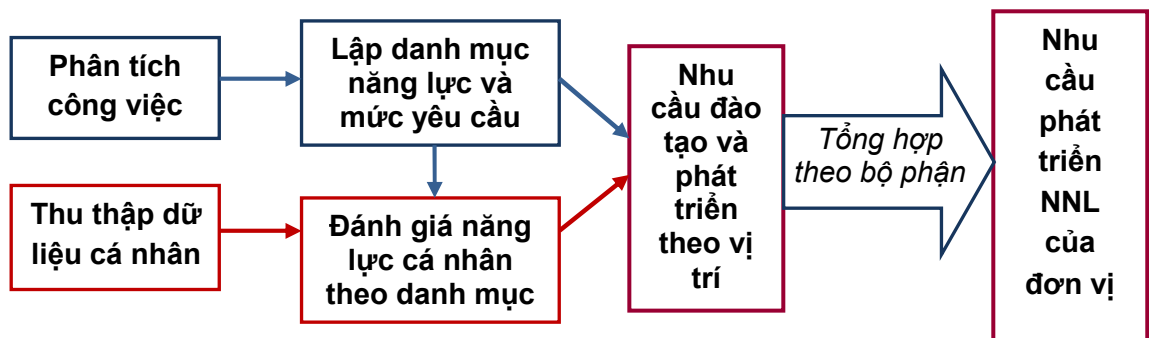 Phân tích
công việc
Lập danh mục
năng lực và
mức yêu cầu
Thu thập dữ
liệu cá nhân
Đánh giá năng
lực cá nhân
theo danh mục
Nhu
cầu đào
tạo và
phát
triển
theo vị
trí
Tổng hợp
theo bộ phận
Nhu
cầu
phát
triển
NNL
của
đơn vị